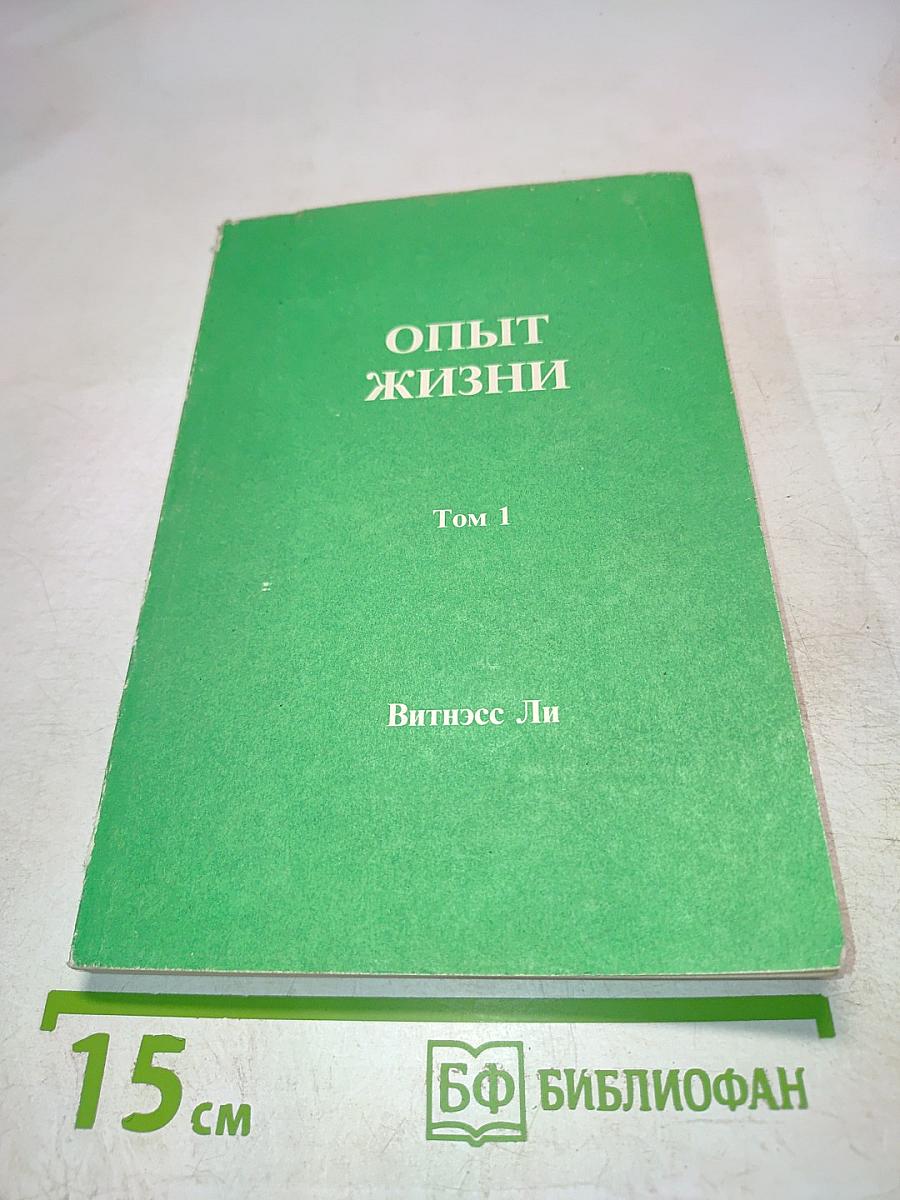 ОПЫТ
ЖИЗНИ
Том 1
Витнэсс Ли
15 см
БФ БИБЛИОФАН